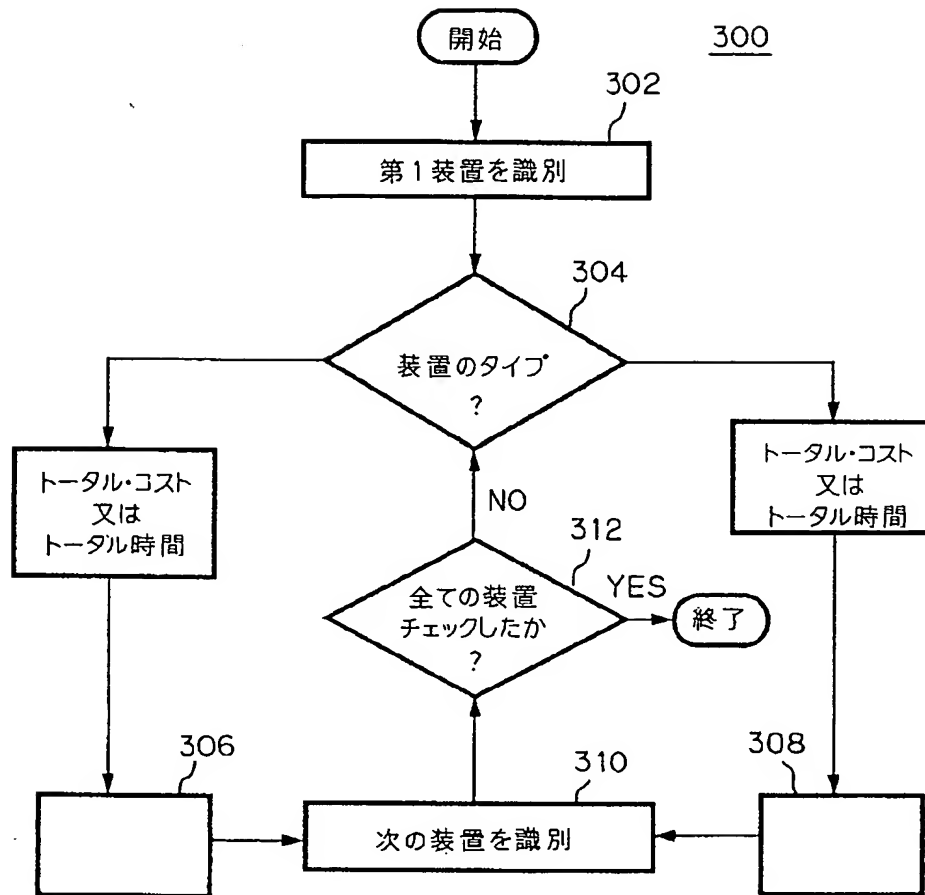 開始
300
302
第1装置を識別
304
装置のタイプ
?
トータル・コスト
又は
トータル時間
トータル・コスト
又は
トータル時間
NO
312
全ての装置
チェックしたか
?
YES
終了
306
310
次の装置を識別
308